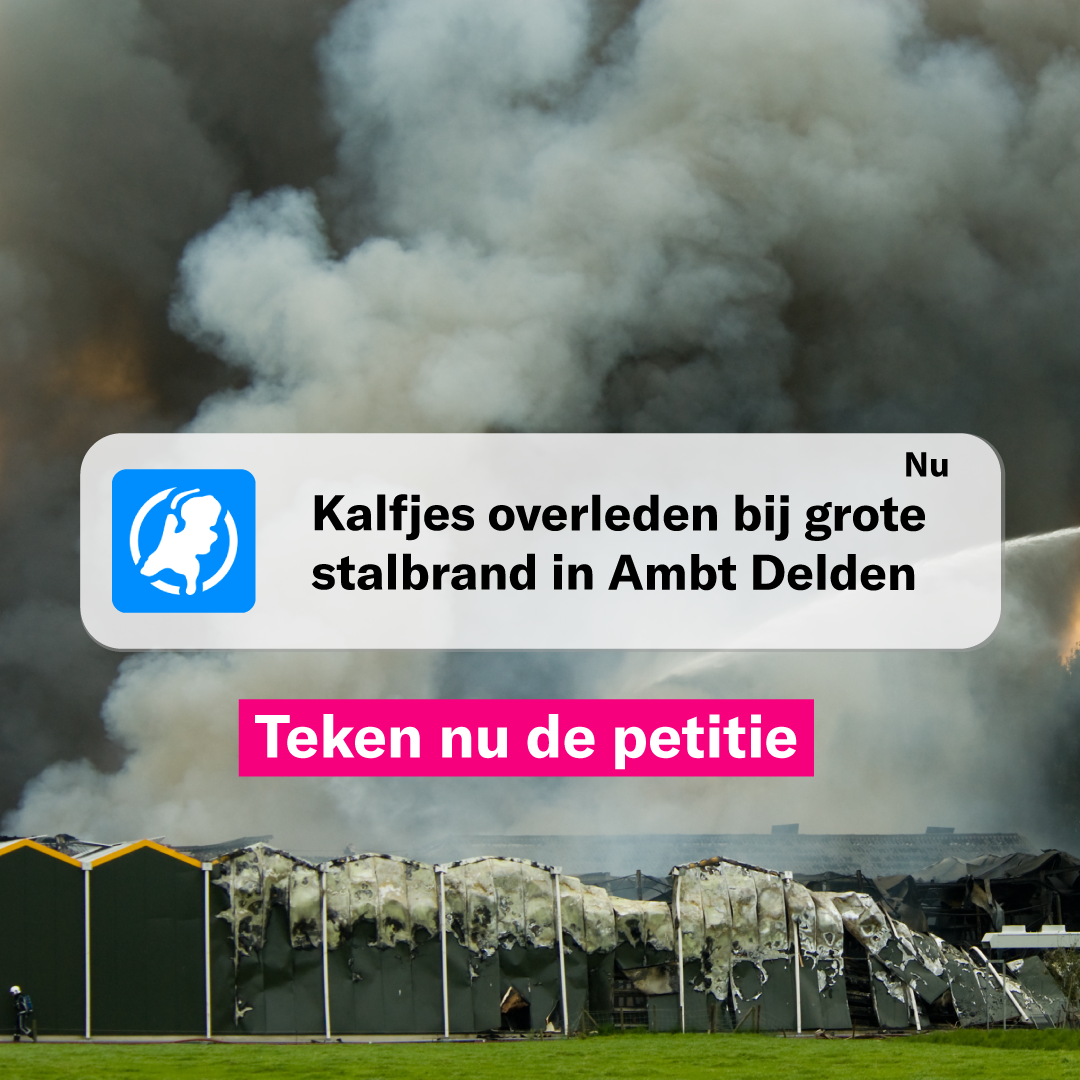 Nu
Kalfjes overleden bij grote
stalbrand in Ambt Delden
Teken nu de petitie